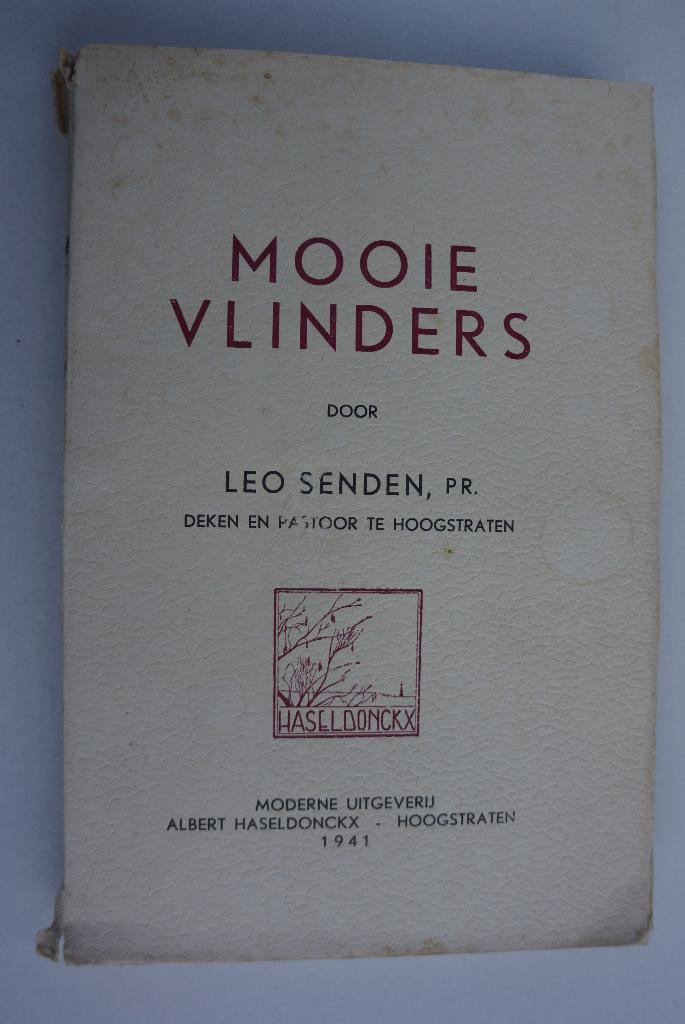 MOOIE
VLINDERS
DOOR
LEO SENDEN, PR.
DEKEN EN PASTOOR TE HOOGSTRATEN
HASELDONCKX
MODERNE UITGEVERIJ
ALBERT HASELDONCKX - HOOGSTRATEN
1941